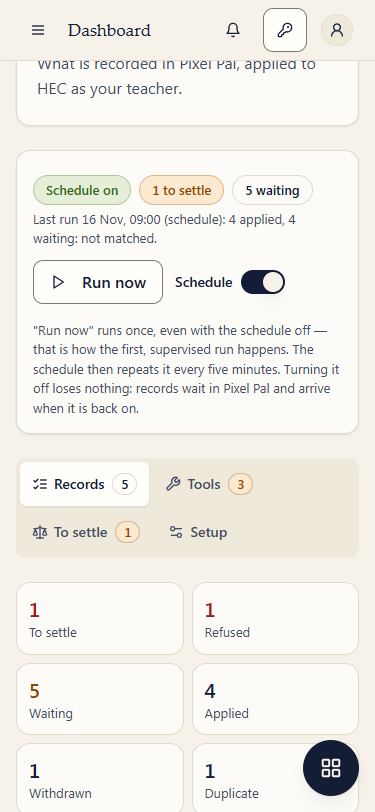 Dashboard
What is recorded in Pixel Pal, applied to
HEC as your teacher.
Schedule on
1 to settle
5 waiting
Last run 16 Nov, 09:00 (schedule): 4 applied, 4
waiting: not matched.
Run now
Schedule
"Run now" runs once, even with the schedule off —
that is how the first, supervised run happens. The
schedule then repeats it every five minutes. Turning it
off loses nothing: records wait in Pixel Pal and arrive
when it is back on.
Records 5
Tools 3
To settle 1
Setup
1
To settle
1
Refused
5
Waiting
4
Applied
1
Withdrawn
1
Duplicate